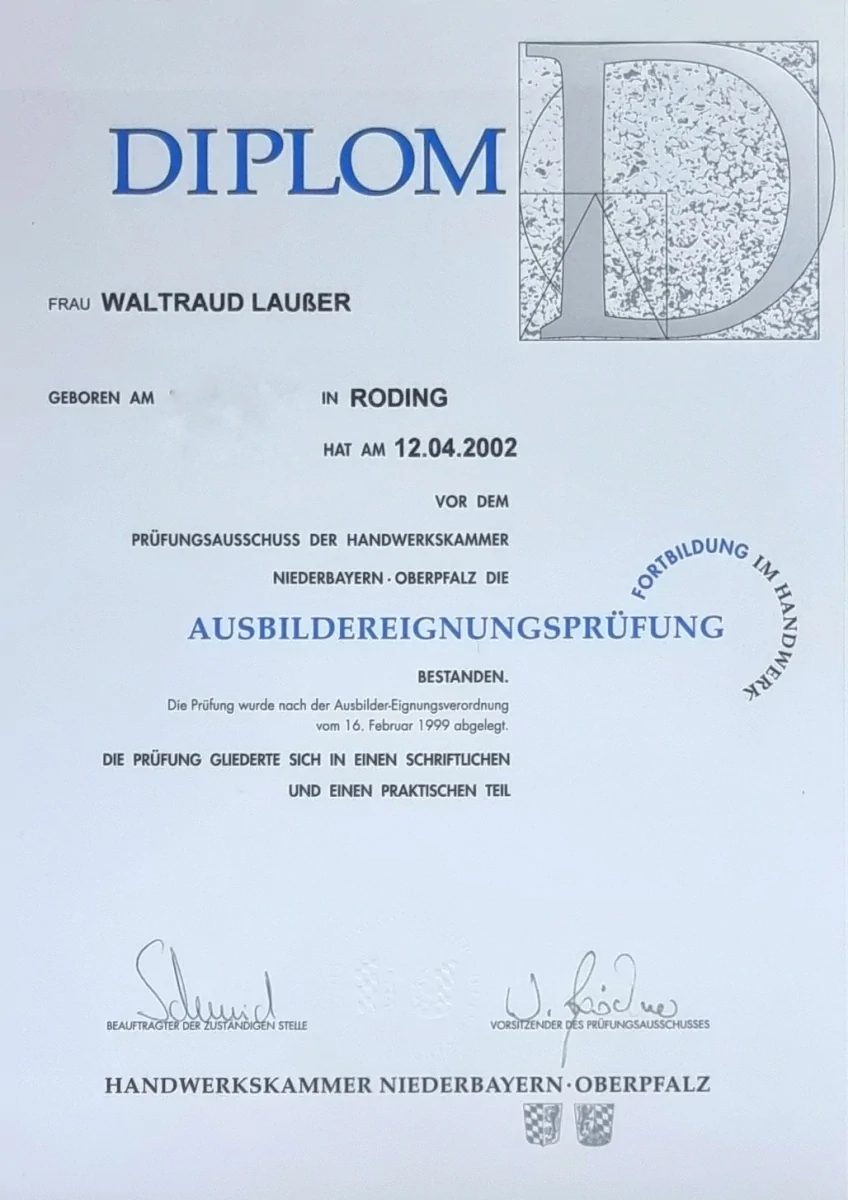 DIPLOM
FRAU WALTRAUD LAUßER
GEBOREN AM IN RODING
HAT AM 12.04.2002
VOR DEM
PRÜFUNGSAUSSCHUSS DER HANDWERKSKAMMER
NIEDERBAYERN · OBERPFALZ DIE
AUSBILDEREIGNUNGSPRÜFUNG
FORTBILDUNG IM HANDWERK
BESTANDEN.
Die Prüfung wurde nach der Ausbilder-Eignungsverordnung
vom 16. Februar 1999 abgelegt.
DIE PRÜFUNG GLIEDERTE SICH IN EINEN SCHRIFTLICHEN
UND EINEN PRAKTISCHEN TEIL
Schmid
BEAUFTRAGTER DER ZUSTÄNDIGEN STELLE
VORSITZENDER DES PRÜFUNGSAUSSCHUSSES
HANDWERKSKAMMER NIEDERBAYERN · OBERPFALZ